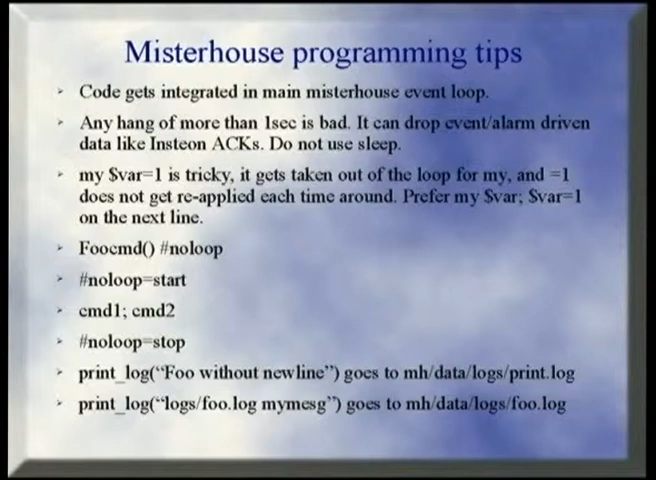 Misterhouse programming tips
Code gets integrated in main misterhouse event loop.
Any hang of more than 1sec is bad. It can drop event/alarm driven
data like Insteon ACKs. Do not use sleep.
my $var=1 is tricky, it gets taken out of the loop for my, and =1
does not get re-applied each time around. Prefer my $var; $var=1
on the next line.
Foocmd() #noloop
#noloop=start
cmd1; cmd2
#noloop=stop
print_log(“Foo without newline”) goes to mh/data/logs/print.log
print_log(“logs/foo.log mymesg”) goes to mh/data/logs/foo.log